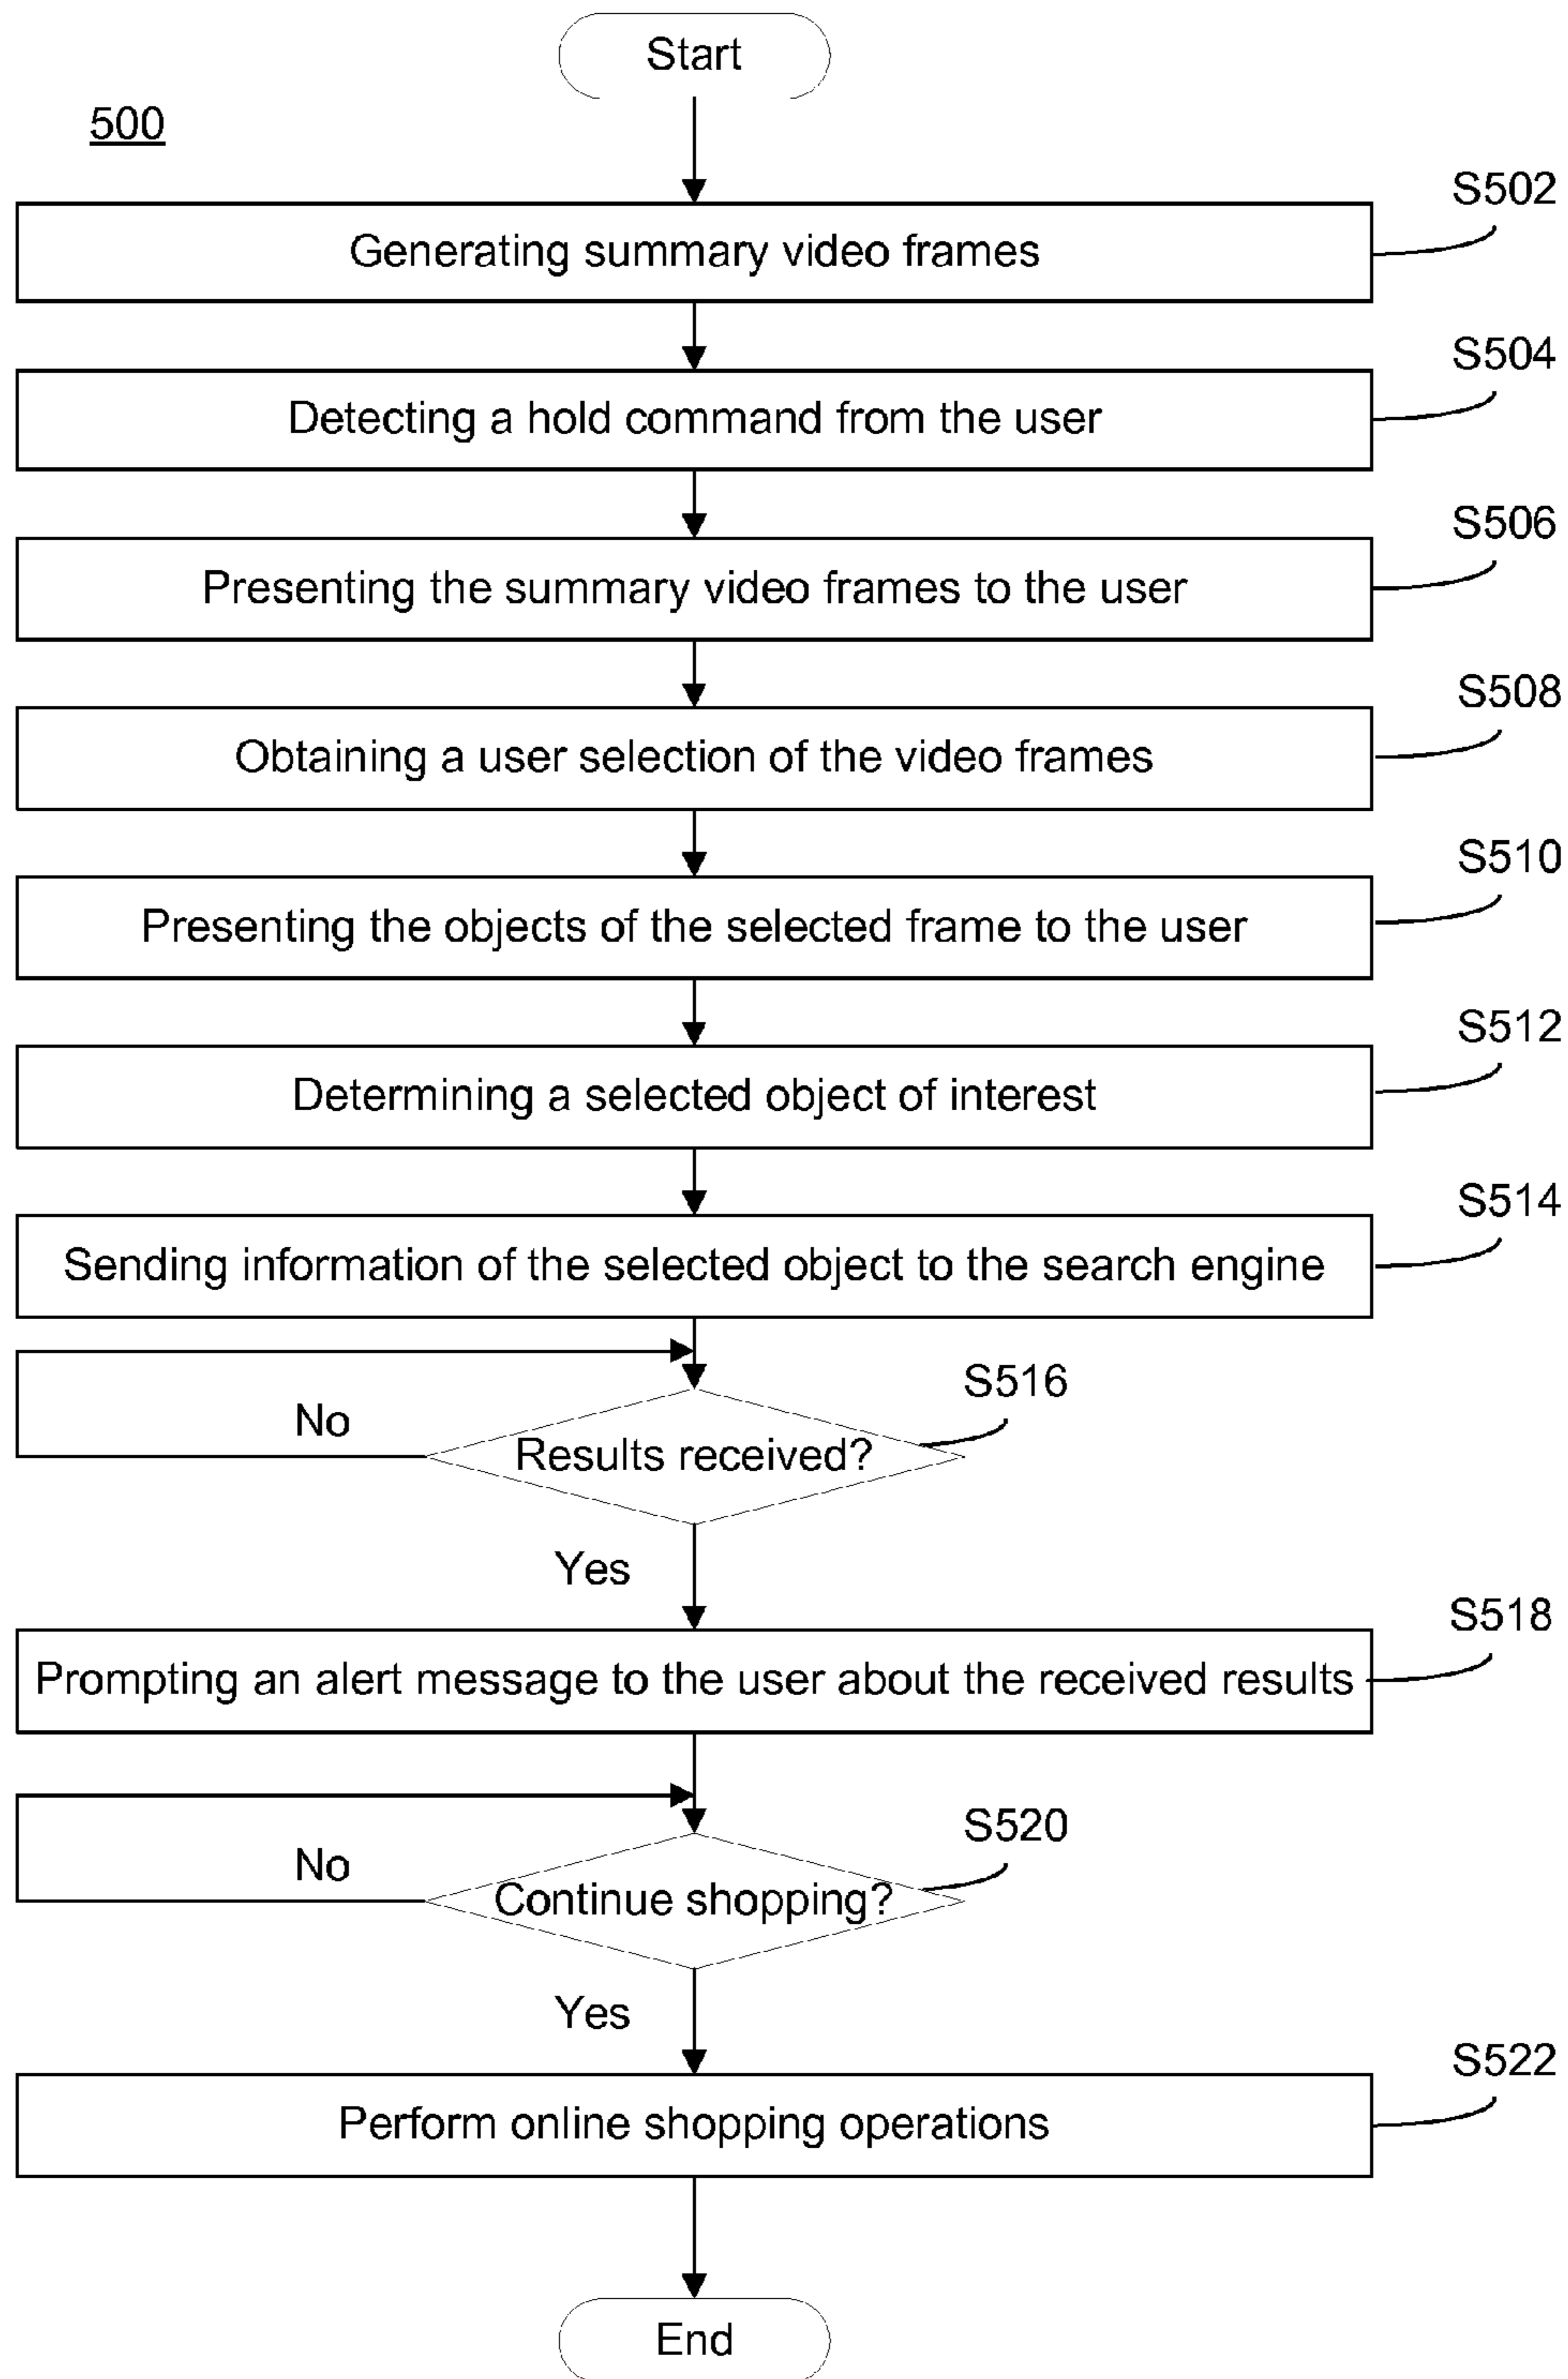 Start
500
S502
Generating summary video frames
S504
Detecting a hold command from the user
S506
Presenting the summary video frames to the user
S508
Obtaining a user selection of the video frames
S510
Presenting the objects of the selected frame to the user
S512
Determining a selected object of interest
S514
Sending information of the selected object to the search engine
S516
No
Results received?
Yes
S518
Prompting an alert message to the user about the received results
S520
No
Continue shopping?
Yes
S522
Perform online shopping operations
End